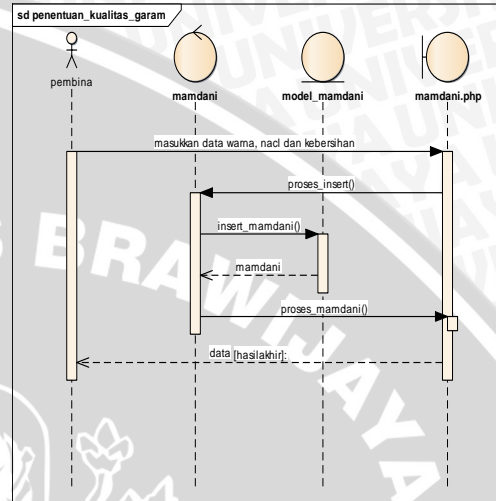 sd penentuan_kualitas_garam
pembina
mamdani
model_mamdani
mamdani.php
masukkan data warna, nacl dan kebersihan
proses_insert()
insert_mamdani()
mamdani
proses_mamdani()
data [hasilakhir]:
S BRAWIJAYA